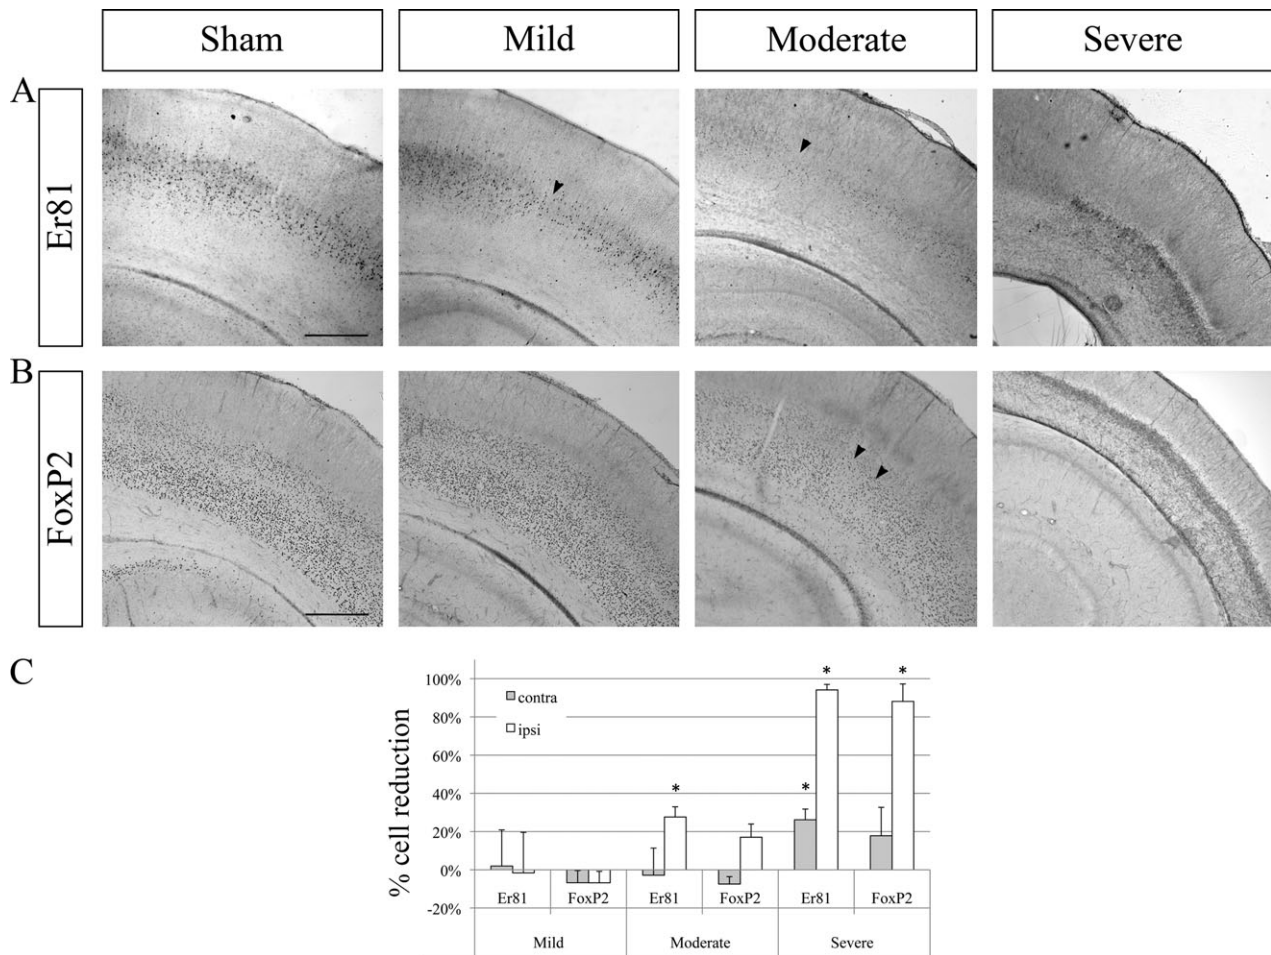 Sham Mild Moderate Severe
A
Er81
B
FoxP2
C
% cell reduction
100%
80%
60%
40%
20%
0%
-20%
contra
ipsi
* * * *
Er81 FoxP2 Er81 FoxP2 Er81 FoxP2
Mild Moderate Severe